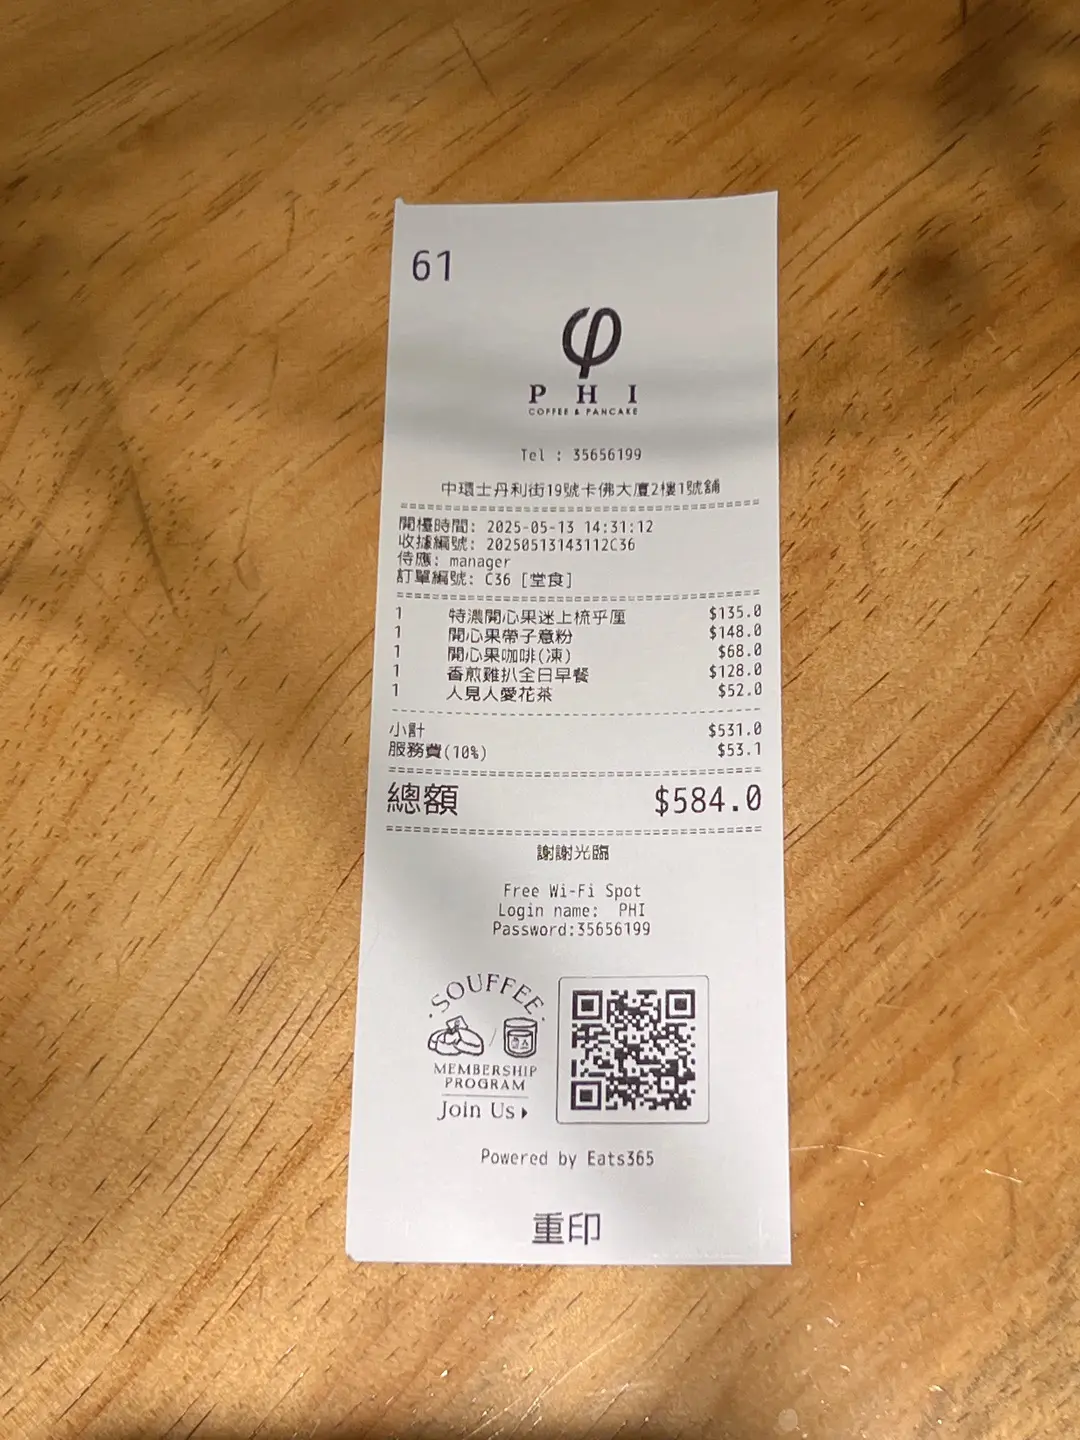 61
φ
PHI
COFFEE & PANCAKE
Tel : 35656199
中環士丹利街19號卡佛大廈2樓1號舖
開檯時間: 2025-05-13 14:31:12
收據編號: 20250513143112C36
侍應: manager
訂單編號: C36 [堂食]
1 特濃開心果迷上梳乎厘 $135.0
1 開心果帶子意粉 $148.0
1 開心果咖啡(凍) $68.0
1 香煎雞扒全日早餐 $128.0
1 人見人愛花茶 $52.0
小計 $531.0
服務費(10%) $53.1
總額 $584.0
謝謝光臨
Free Wi-Fi Spot
Login name: PHI
Password:35656199
·SOUFFEE·
MEMBERSHIP
PROGRAM
Join Us
Powered by Eats365
重印